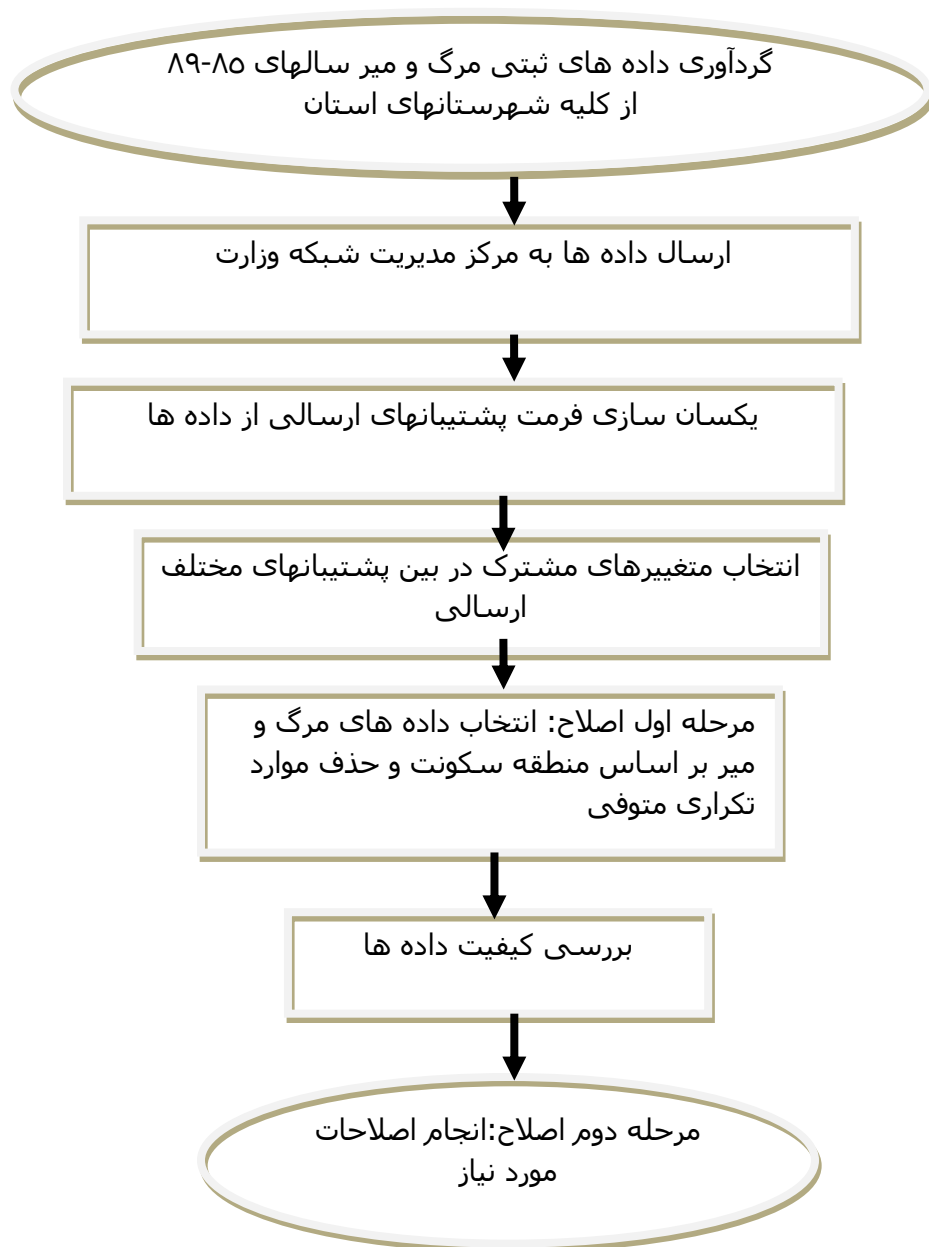 گردآوری داده های ثبتی مرگ و میر سالهای ۸۵-۸۹
از کلیه شهرستانهای استان
ارسال داده ها به مرکز مدیریت شبکه وزارت
یکسان سازی فرمت پشتیبانهای ارسالی از داده ها
انتخاب متغییرهای مشترک در بین پشتیبانهای مختلف
ارسالی
مرحله اول اصلاح: انتخاب داده های مرگ و
میر بر اساس منطقه سکونت و حذف موارد
تکراری متوفی
بررسی کیفیت داده ها
مرحله دوم اصلاح:انجام اصلاحات
مورد نیاز